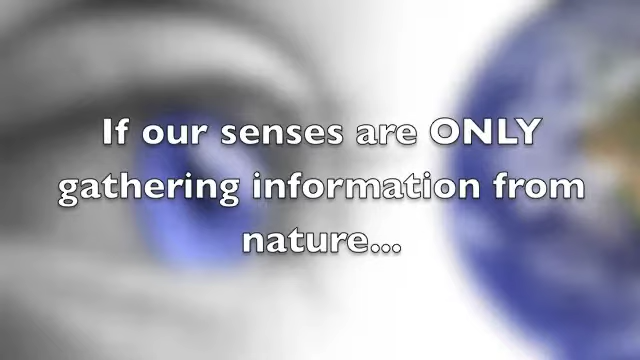 If our senses are ONLY
gathering information from
nature...